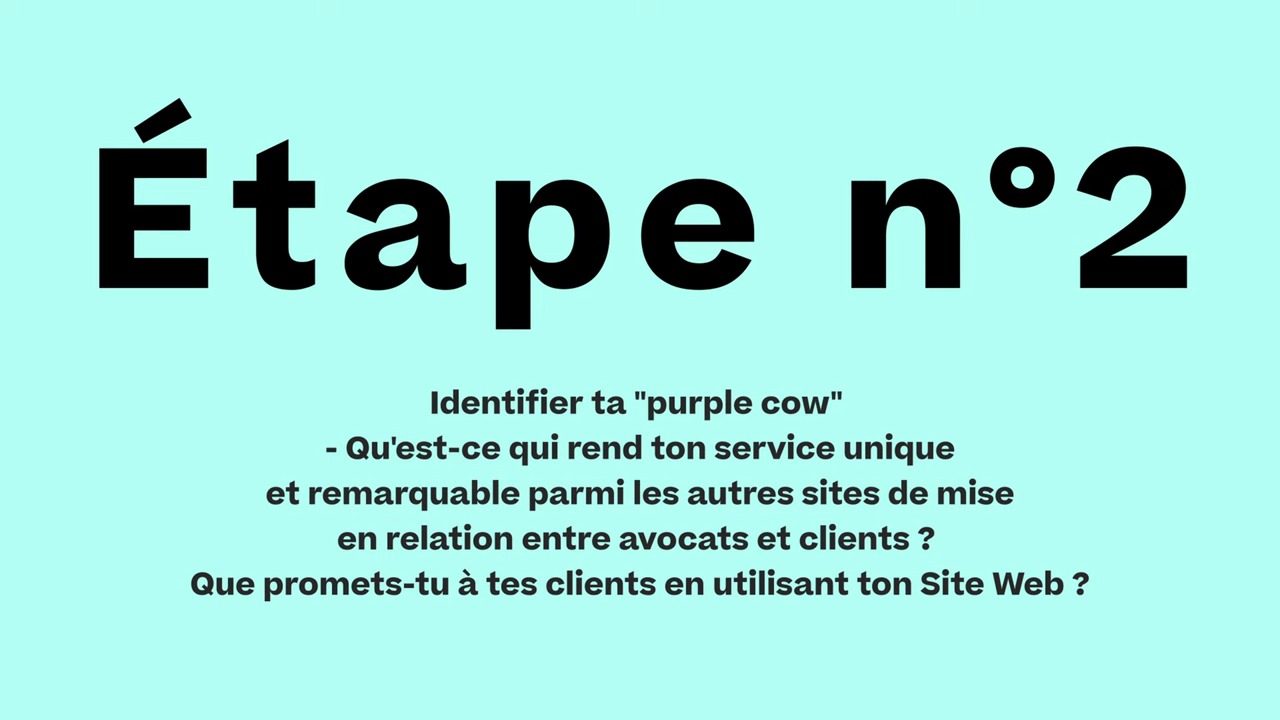 Étape n°2
Identifier ta "purple cow"
- Qu'est-ce qui rend ton service unique
et remarquable parmi les autres sites de mise
en relation entre avocats et clients ?
Que promets-tu à tes clients en utilisant ton Site Web ?